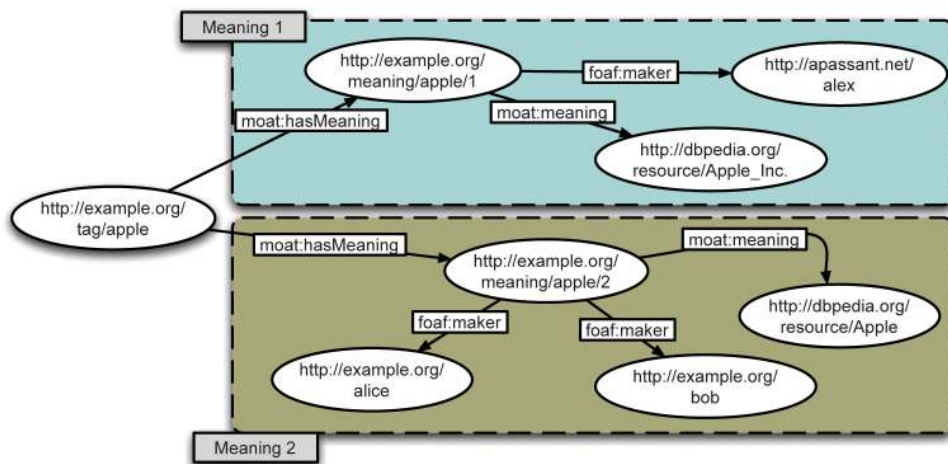 Meaning 1
http://example.org/
meaning/apple/1
foaf:maker
http://apassant.net/
alex
moat:hasMeaning
moat:meaning
http://dbpedia.org/
resource/Apple_Inc.
http://example.org/
tag/apple
moat:hasMeaning
http://example.org/
meaning/apple/2
moat:meaning
http://dbpedia.org/
resource/Apple
foaf:maker
foaf:maker
http://example.org/
alice
http://example.org/
bob
Meaning 2